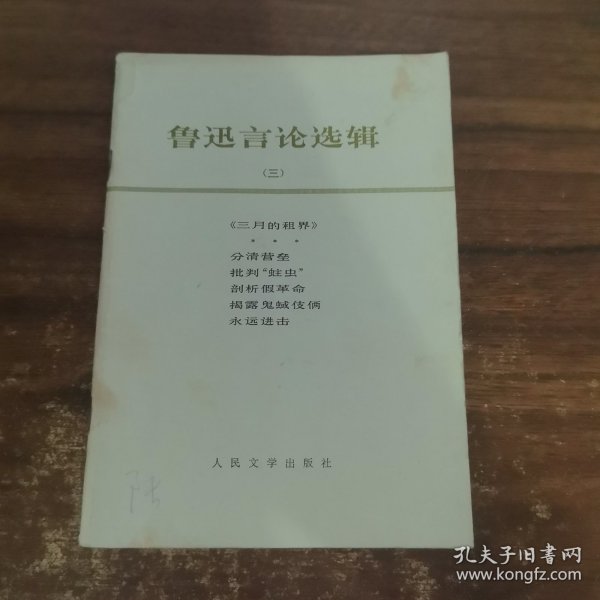 鲁迅言论选辑
(三)
《三月的租界》
* * *
分清营垒
批判“蛀虫”
剖析假革命
揭露鬼蜮伎俩
永远进击
人民文学出版社
孔夫子旧书网
www.kongfz.com